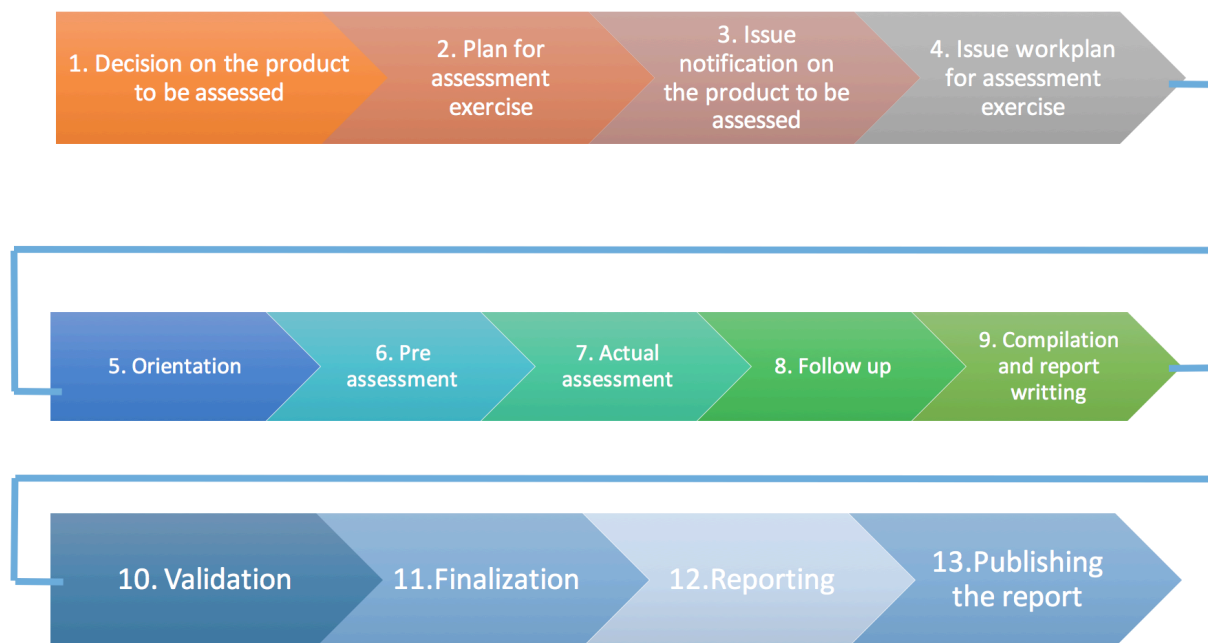 1. Decision on the product
to be assessed
2. Plan for
assessment
exercise
3. Issue
notification on
the product to be
assessed
4. Issue workplan
for assessment
exercise
5. Orientation
6. Pre
assessment
7. Actual
assessment
8. Follow up
9. Compilation
and report
writting
10. Validation
11.Finalization
12.Reporting
13.Publishing
the report